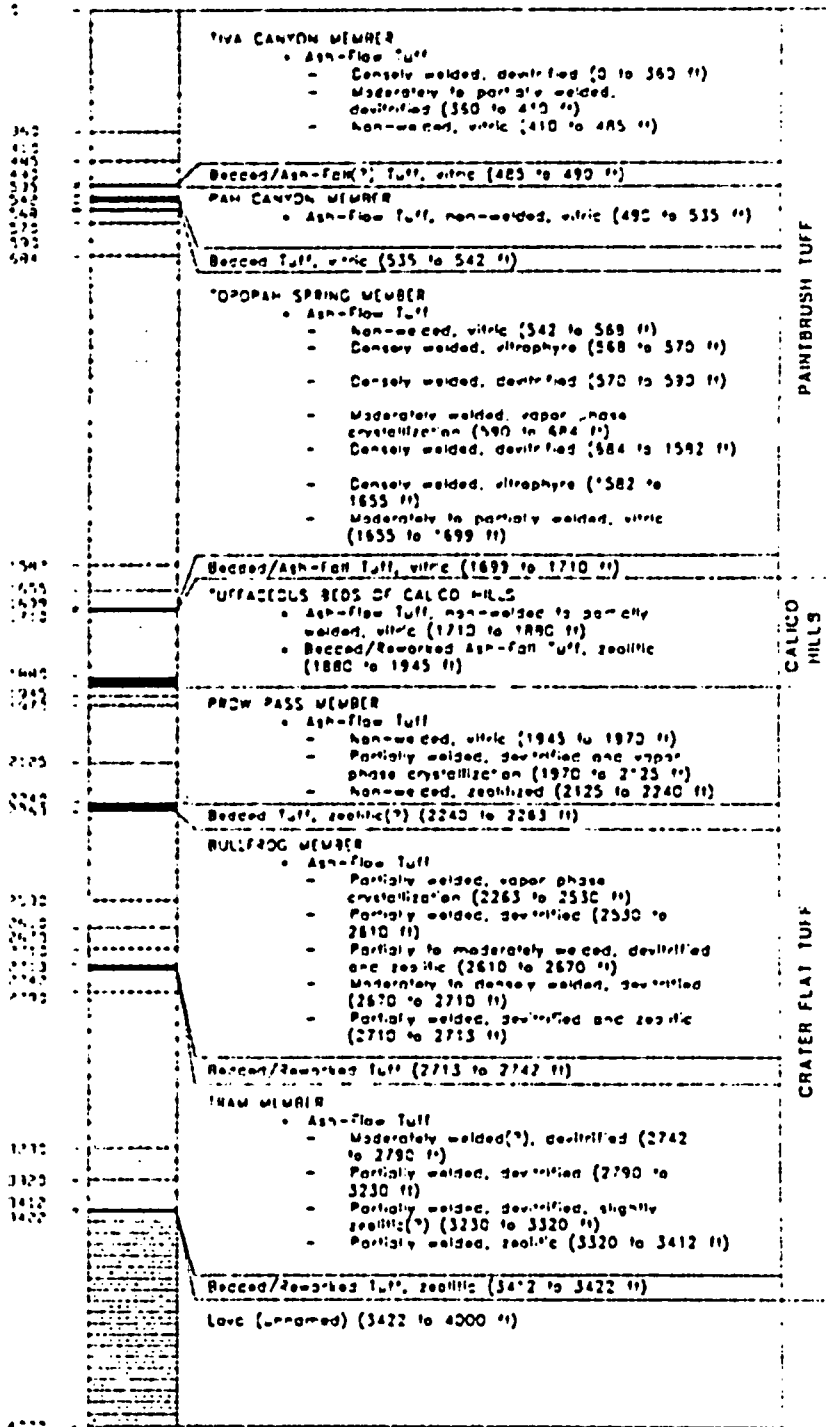 TIVA CANYON MEMBER
• Ash-Flow Tuff
- Densely welded, devitrified (0 to 360 ft)
- Moderately to partially welded,
devitrified (360 to 410 ft)
- Non-welded, vitric (410 to 485 ft)
Bedded/Ash-Fall(?) Tuff, vitric (485 to 490 ft)
PAH CANYON MEMBER
• Ash-Flow Tuff, non-welded, vitric (490 to 535 ft)
Bedded Tuff, vitric (535 to 542 ft)
TOPOPAH SPRING MEMBER
• Ash-Flow Tuff
- Non-welded, vitric (542 to 568 ft)
- Densely welded, vitrophyre (568 to 570 ft)
- Densely welded, devitrified (570 to 590 ft)
- Moderately welded, vapor phase
crystallization (590 to 684 ft)
- Densely welded, devitrified (684 to 1582 ft)
- Densely welded, vitrophyre (1582 to
1655 ft)
- Moderately to partially welded, vitric
(1655 to 1699 ft)
Bedded/Ash-Fall Tuff, vitric (1699 to 1710 ft)
PAINTBRUSH TUFF
TUFFACEOUS BEDS OF CALICO HILLS
• Ash-Flow Tuff, non-welded to partially
welded, vitric (1710 to 1880 ft)
• Bedded/Reworked Ash-Fall Tuff, zeolitic
(1880 to 1945 ft)
CALICO
HILLS
PROW PASS MEMBER
• Ash-Flow Tuff
- Non-welded, vitric (1945 to 1970 ft)
- Partially welded, devitrified and vapor
phase crystallization (1970 to 2125 ft)
- Non-welded, zeolitized (2125 to 2240 ft)
Bedded Tuff, zeolitic(?) (2240 to 2263 ft)
BULLFROG MEMBER
• Ash-Flow Tuff
- Partially welded, vapor phase
crystallization (2263 to 2530 ft)
- Partially welded, devitrified (2530 to
2610 ft)
- Partially to moderately welded, devitrified
and zeolitic (2610 to 2670 ft)
- Moderately to densely welded, devitrified
(2670 to 2710 ft)
- Partially welded, devitrified and zeolitic
(2710 to 2713 ft)
Bedded/Reworked Tuff (2713 to 2742 ft)
TRAM MEMBER
• Ash-Flow Tuff
- Moderately welded(?), devitrified (2742
to 2790 ft)
- Partially welded, devitrified (2790 to
3230 ft)
- Partially welded, devitrified, slightly
zeolitic(?) (3230 to 3320 ft)
- Partially welded, zeolitic (3320 to 3412 ft)
Bedded/Reworked Tuff, zeolitic (3412 to 3422 ft)
CRATER FLAT TUFF
Lava (unnamed) (3422 to 4000 ft)
0
360
684
1655
2125
2530
3230
3320
3412
3422